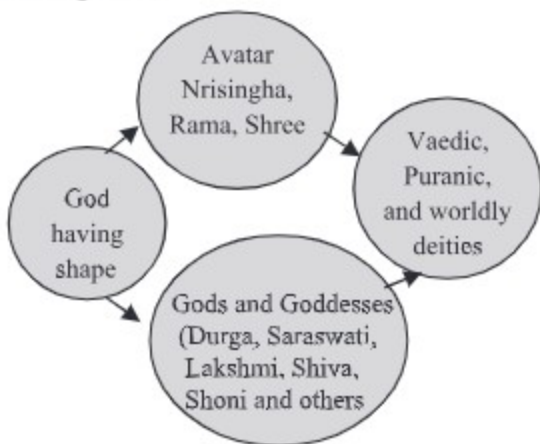 Avatar
Nrisingha,
Rama, Shree
God
having
shape
Gods and Goddesses
(Durga, Saraswati,
Lakshmi, Shiva,
Shoni and others
Vaedic,
Puranic,
and worldly
deities